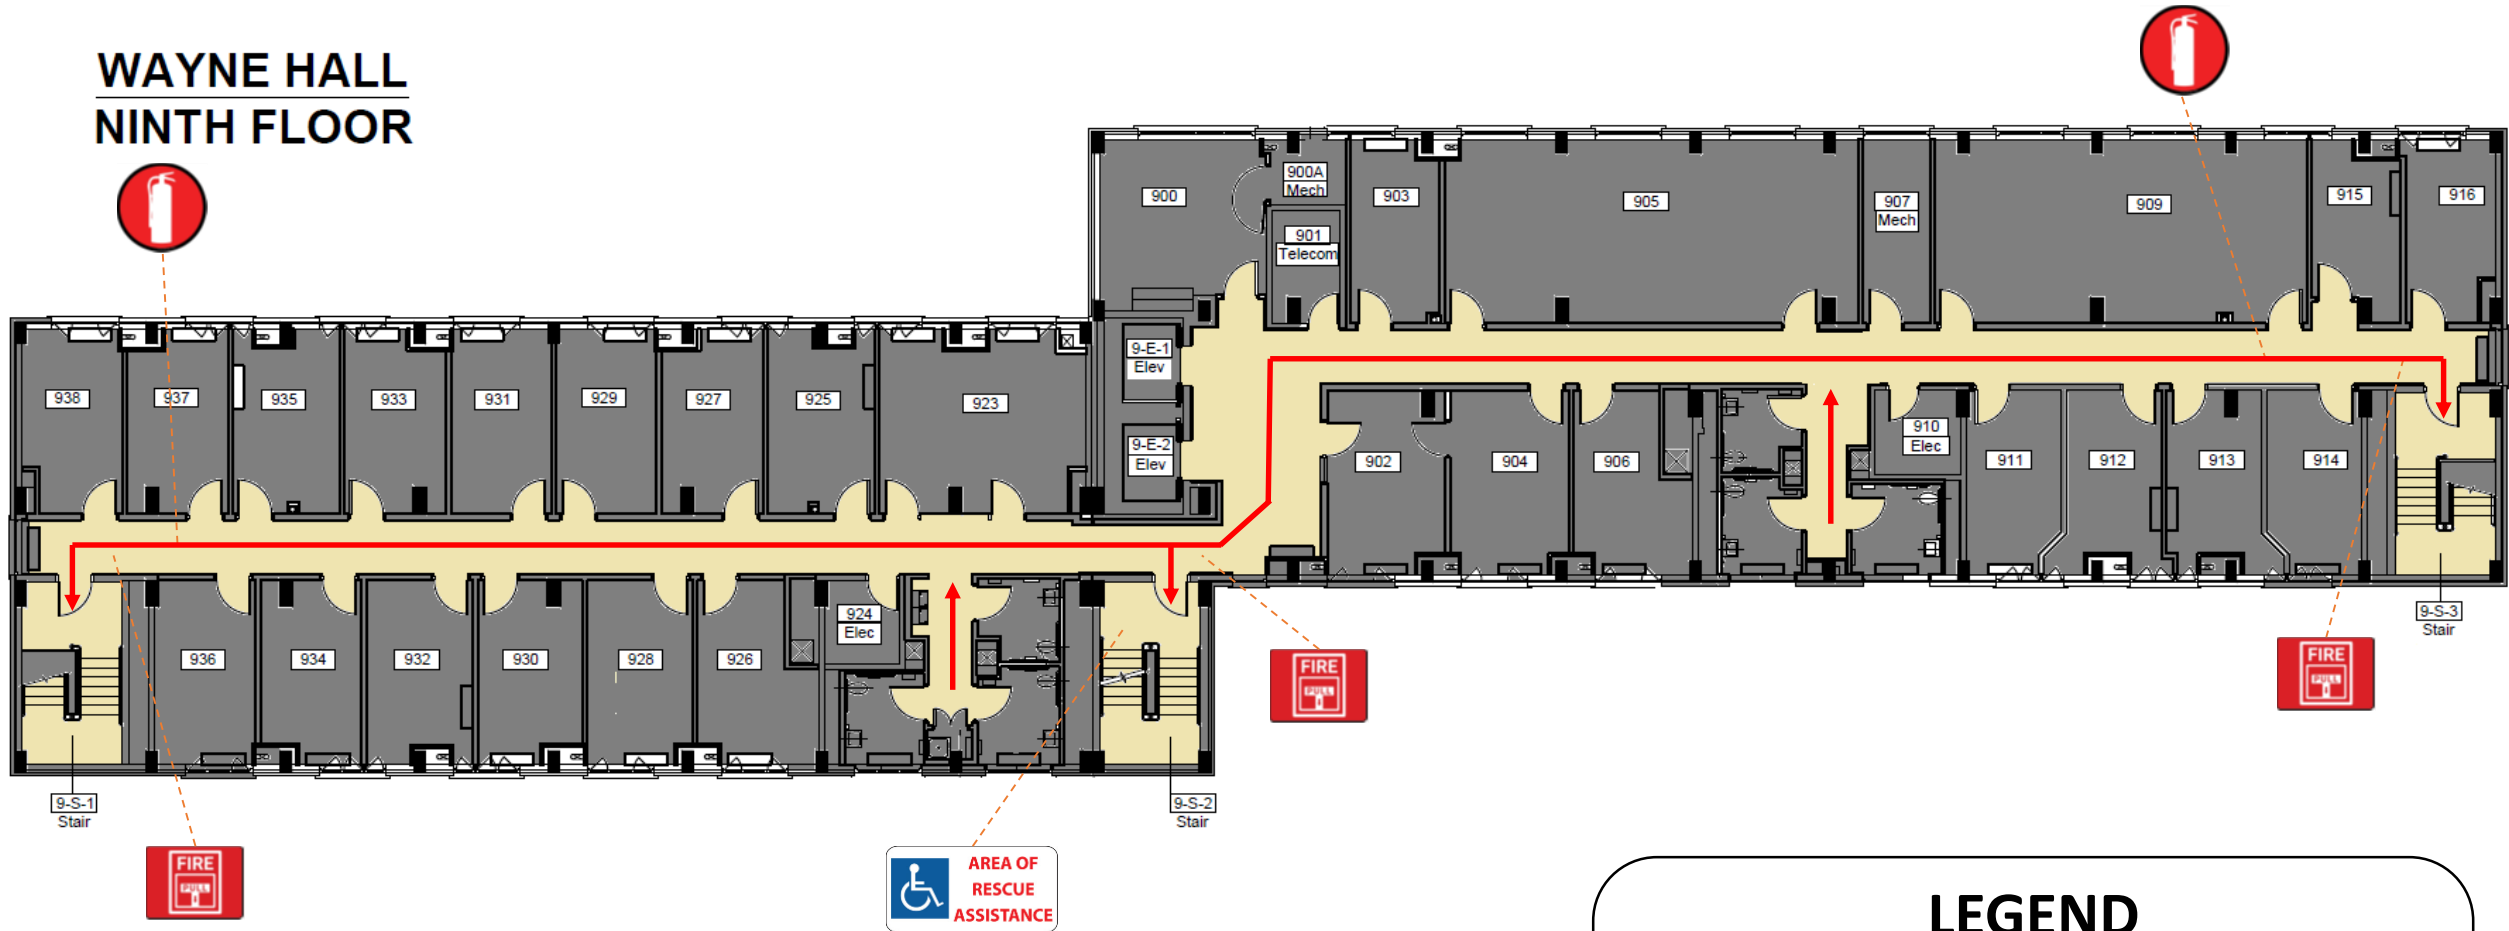 WAYNE HALL
NINTH FLOOR
900
900A
Mech
901
Telecom
903
905
907
Mech
909
915
916
9-E-1
Elev
9-E-2
Elev
938
937
935
933
931
929
927
925
923
902
904
906
910
Elec
911
912
913
914
936
934
932
930
928
926
924
Elec
9-S-1
Stair
9-S-2
Stair
9-S-3
Stair
FIRE
PULL
FIRE
PULL
FIRE
PULL
AREA OF
RESCUE
ASSISTANCE
LEGEND